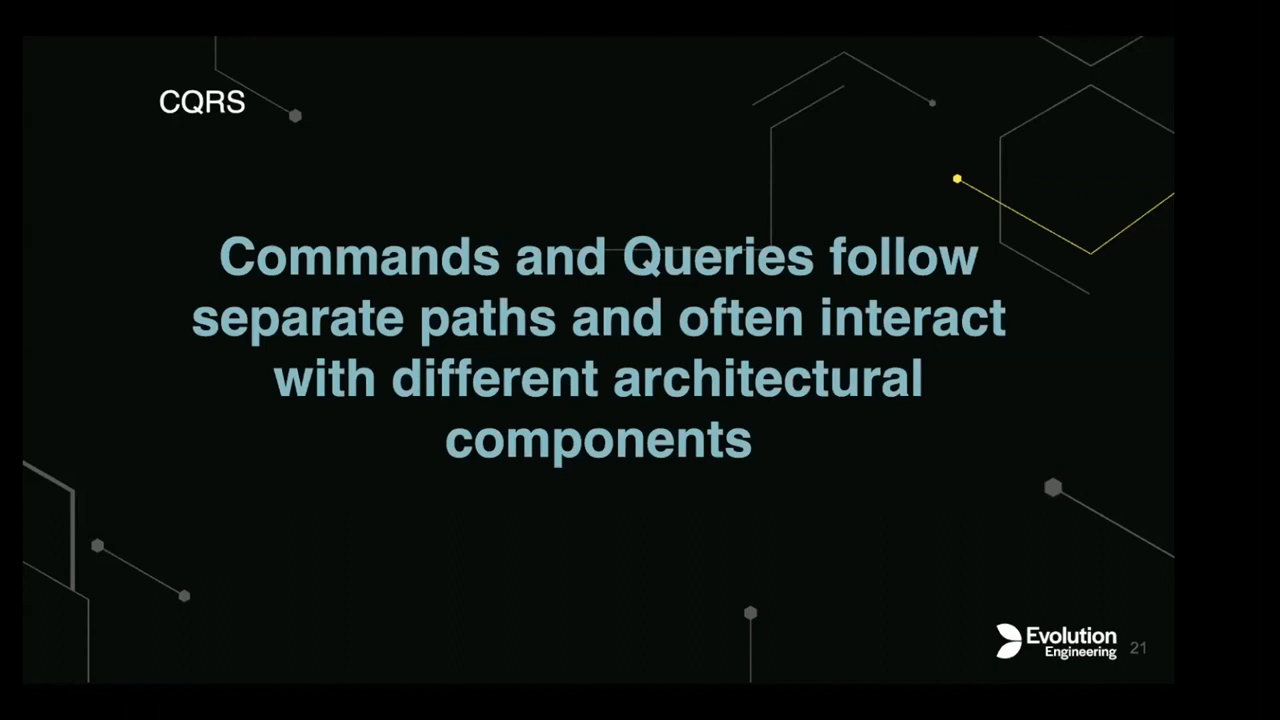 CQRS
Commands and Queries follow
separate paths and often interact
with different architectural
components
Evolution
Engineering
21